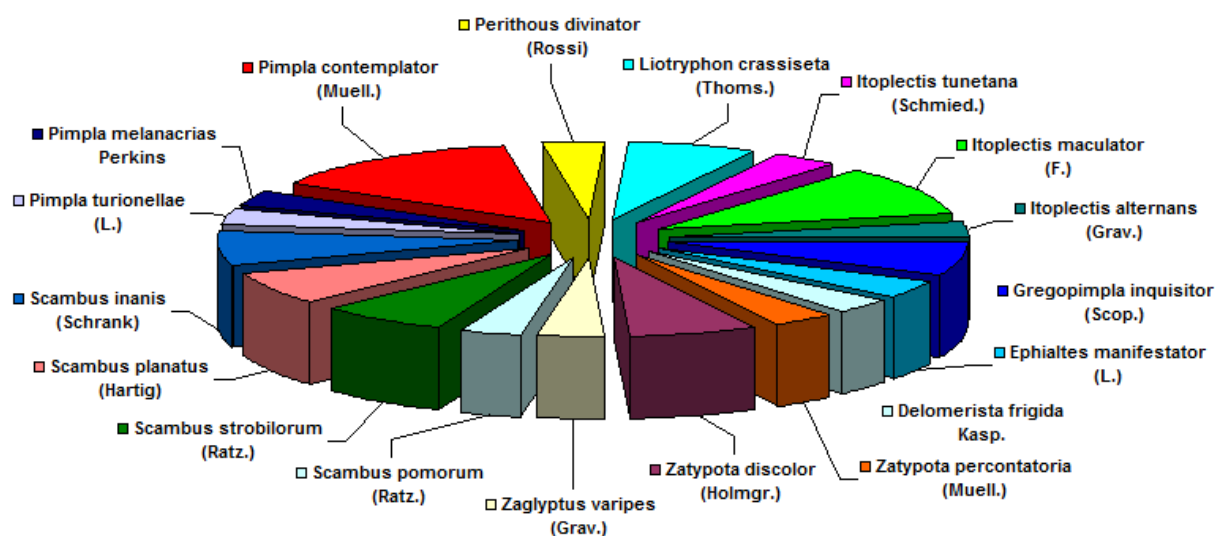 Perithous divinator
(Rossi)
Liotryphon crassiseta
(Thoms.)
Itoplectis tunetana
(Schmied.)
Itoplectis maculator
(F.)
Itoplectis alternans
(Grav.)
Gregopimpla inquisitor
(Scop.)
Ephialtes manifestator
(L.)
Delomerista frigida
Kasp.
Zatypota percontatoria
(Muell.)
Zatypota discolor
(Holmgr.)
Zaglyptus varipes
(Grav.)
Scambus pomorum
(Ratz.)
Scambus strobilorum
(Ratz.)
Scambus planatus
(Hartig)
Scambus inanis
(Schrank)
Pimpla turionellae
(L.)
Pimpla melanacrias
Perkins
Pimpla contemplator
(Muell.)